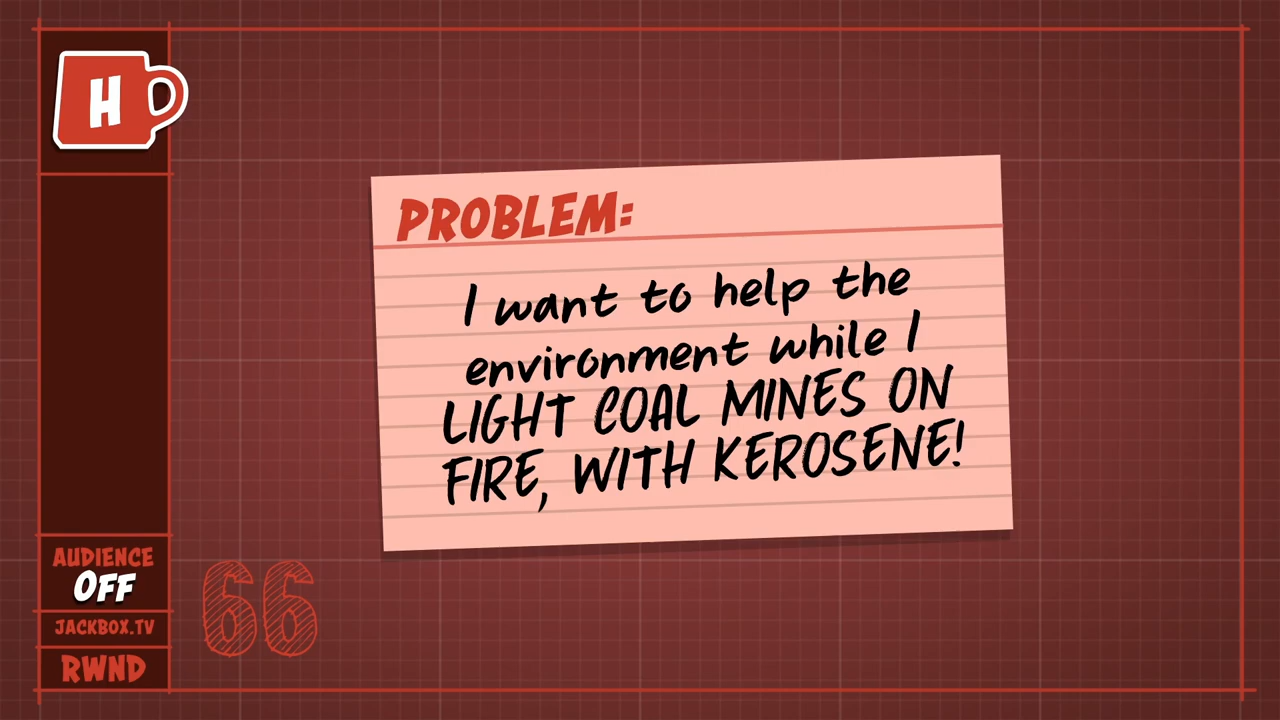 H
PROBLEM:
I want to help the
environment while I
LIGHT COAL MINES ON
FIRE, WITH KEROSENE!
AUDIENCE
OFF
JACKBOX.TV
RWND
66